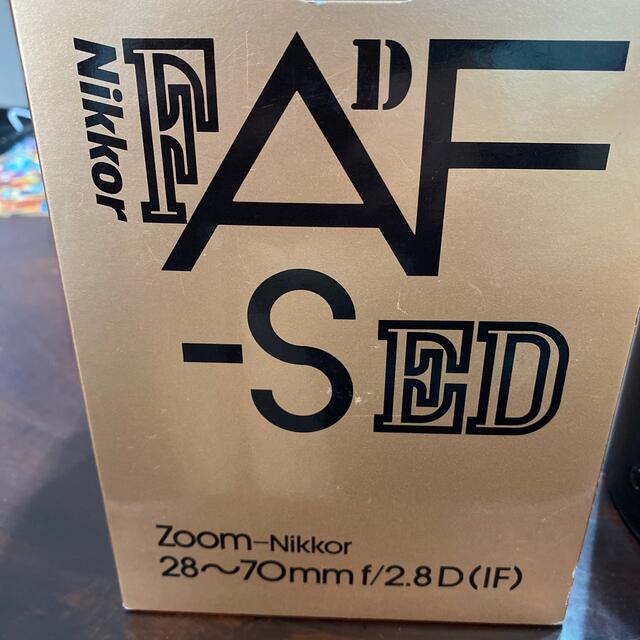 Nikkor
F
AF
D
-S ED
Zoom-Nikkor
28～70mm f/2.8D(IF)